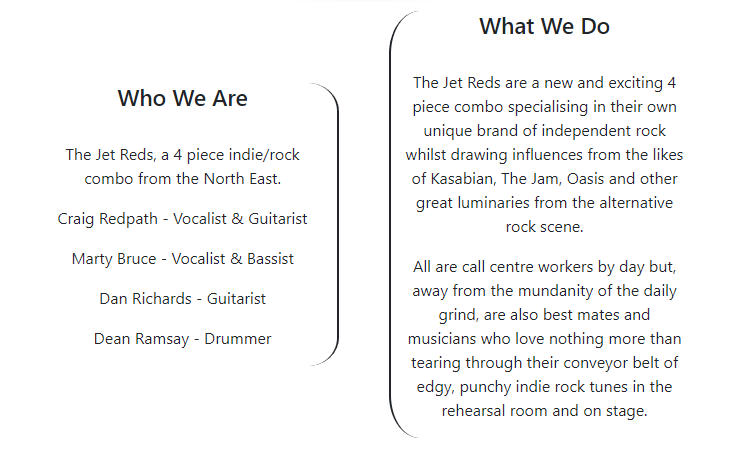 Who We Are
The Jet Reds, a 4 piece indie/rock
combo from the North East.
Craig Redpath - Vocalist & Guitarist
Marty Bruce - Vocalist & Bassist
Dan Richards - Guitarist
Dean Ramsay - Drummer
What We Do
The Jet Reds are a new and exciting 4
piece combo specialising in their own
unique brand of independent rock
whilst drawing influences from the likes
of Kasabian, The Jam, Oasis and other
great luminaries from the alternative
rock scene.
All are call centre workers by day but,
away from the mundanity of the daily
grind, are also best mates and
musicians who love nothing more than
tearing through their conveyor belt of
edgy, punchy indie rock tunes in the
rehearsal room and on stage.